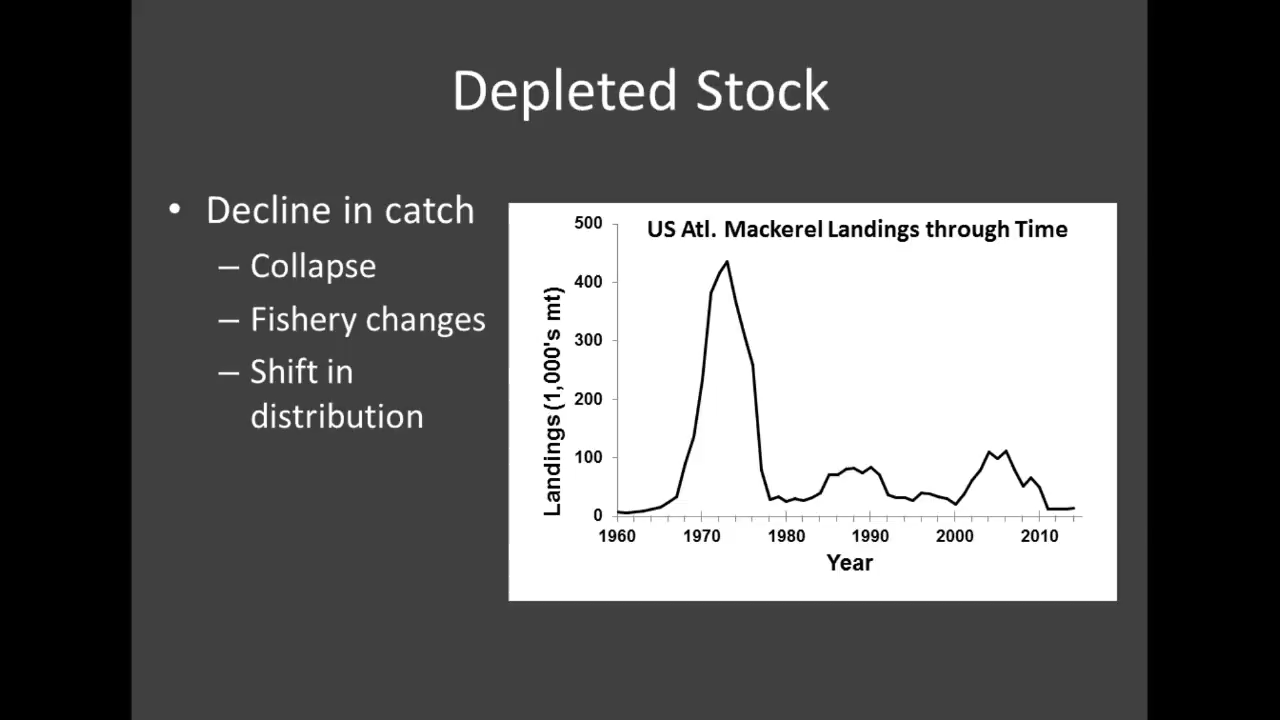 Depleted Stock
• Decline in catch
– Collapse
– Fishery changes
– Shift in
distribution
US Atl. Mackerel Landings through Time
Landings (1,000's mt)
500
400
300
200
100
0
1960 1970 1980 1990 2000 2010
Year